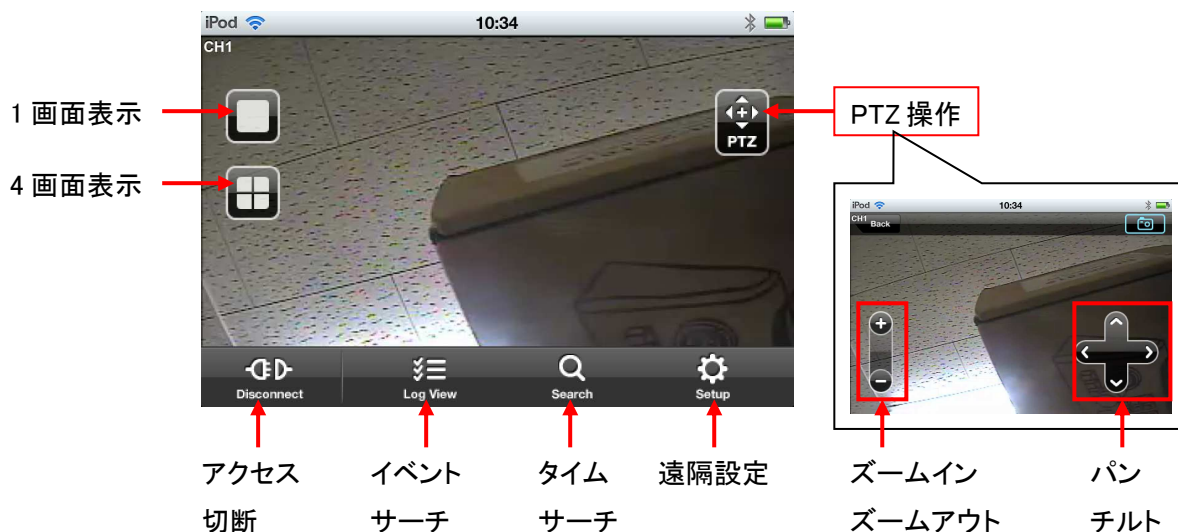 iPod 10:34
CH1
1 画面表示
4 画面表示
PTZ
PTZ 操作
iPod 10:34
CH1 Back
Disconnect Log View Search Setup
アクセス
切断
イベント
サーチ
タイム
サーチ
遠隔設定
ズームイン
ズームアウト
パン
チルト